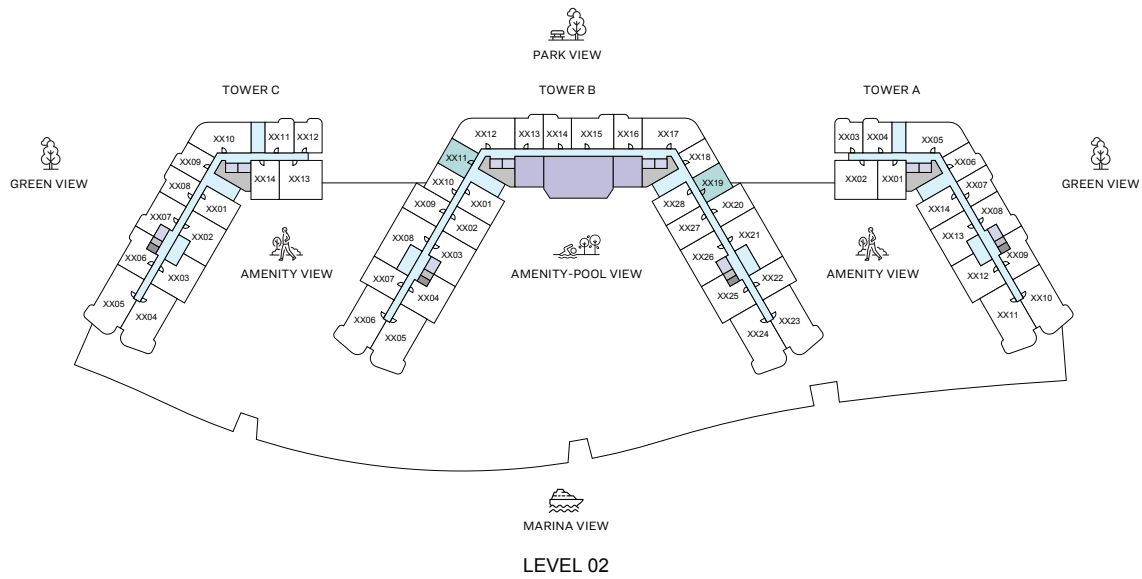 PARK VIEW
TOWER C
TOWER B
TOWER A
XX10
XX11
XX12
XX09
XX08
XX14
XX13
XX07
XX01
XX06
XX02
XX05
XX03
XX04
XX12
XX13
XX14
XX15
XX16
XX17
XX11
XX18
XX10
XX19
XX09
XX01
XX28
XX20
XX08
XX02
XX27
XX21
XX07
XX03
XX26
XX22
XX06
XX04
XX25
XX23
XX05
XX24
XX03
XX04
XX05
XX02
XX01
XX06
XX07
XX14
XX08
XX13
XX09
XX12
XX10
XX11
GREEN VIEW
GREEN VIEW
AMENITY VIEW
AMENITY-POOL VIEW
AMENITY VIEW
MARINA VIEW
LEVEL 02